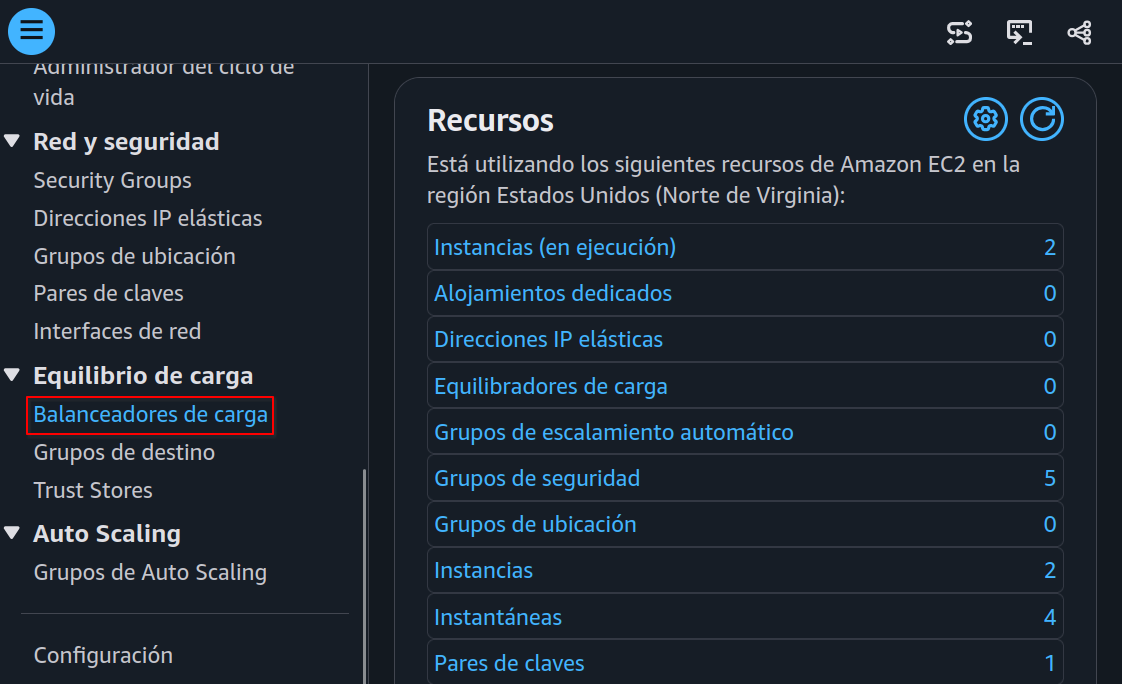 Administrador del ciclo de
vida
Red y seguridad
Security Groups
Direcciones IP elásticas
Grupos de ubicación
Pares de claves
Interfaces de red
Equilibrio de carga
Balanceadores de carga
Grupos de destino
Trust Stores
Auto Scaling
Grupos de Auto Scaling
Configuración
Recursos
Está utilizando los siguientes recursos de Amazon EC2 en la
región Estados Unidos (Norte de Virginia):
Instancias (en ejecución) 2
Alojamientos dedicados 0
Direcciones IP elásticas 0
Equilibradores de carga 0
Grupos de escalamiento automático 0
Grupos de seguridad 5
Grupos de ubicación 0
Instancias 2
Instantáneas 4
Pares de claves 1